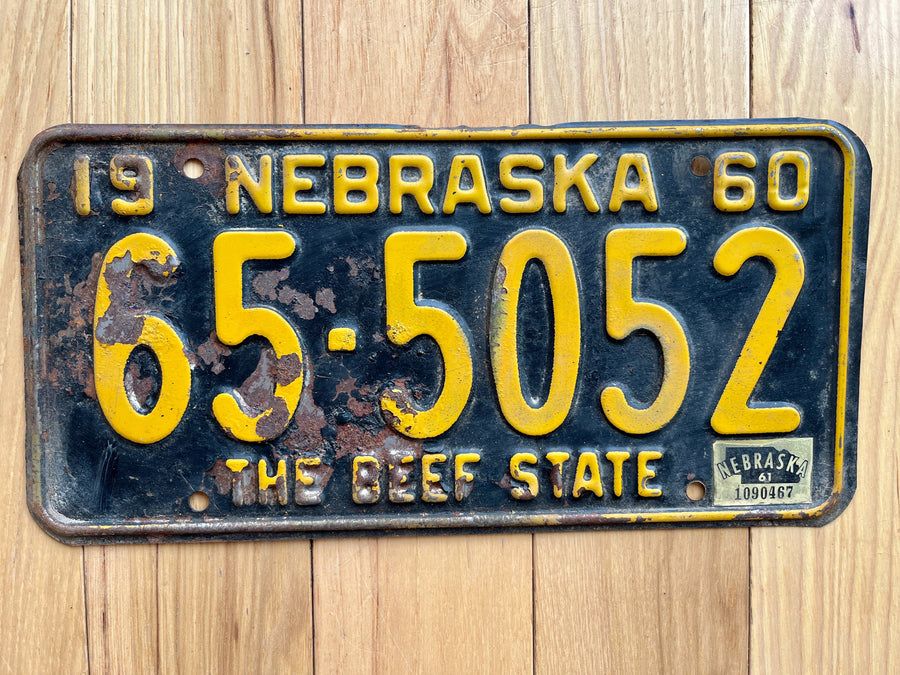 19 NEBRASKA 60
65-5052
THE BEEF STATE
NEBRASKA
61
1090467